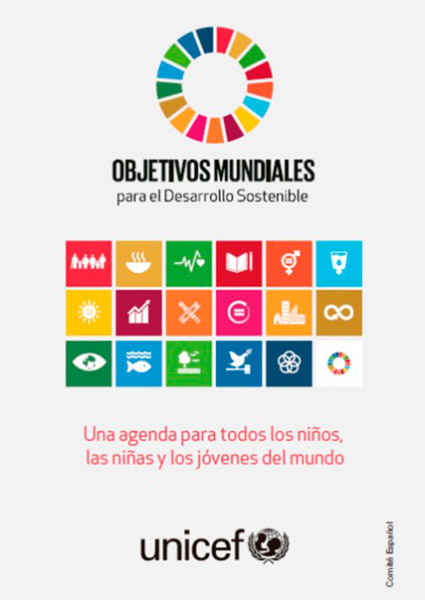 OBJETIVOS MUNDIALES
para el Desarrollo Sostenible
Una agenda para todos los niños,
las niñas y los jóvenes del mundo
unicef
Comité Español